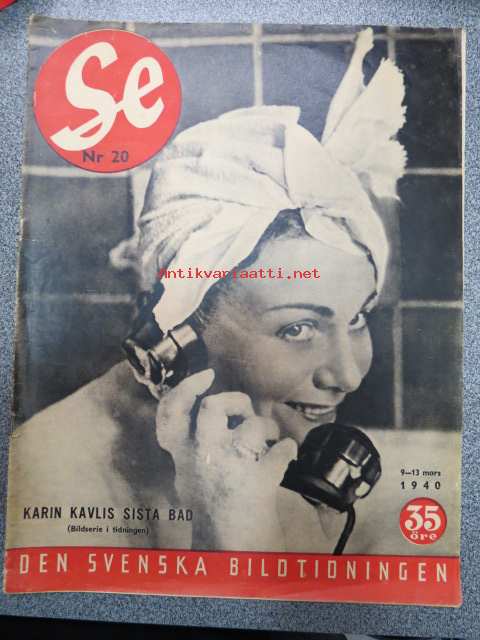 Se
Nr 20
Antikvariaatti.net
9-13 mars
1940
KARIN KAVLIS SISTA BAD
(Bildserie i tidningen)
35
öre
DEN SVENSKA BILDTIDNINGEN